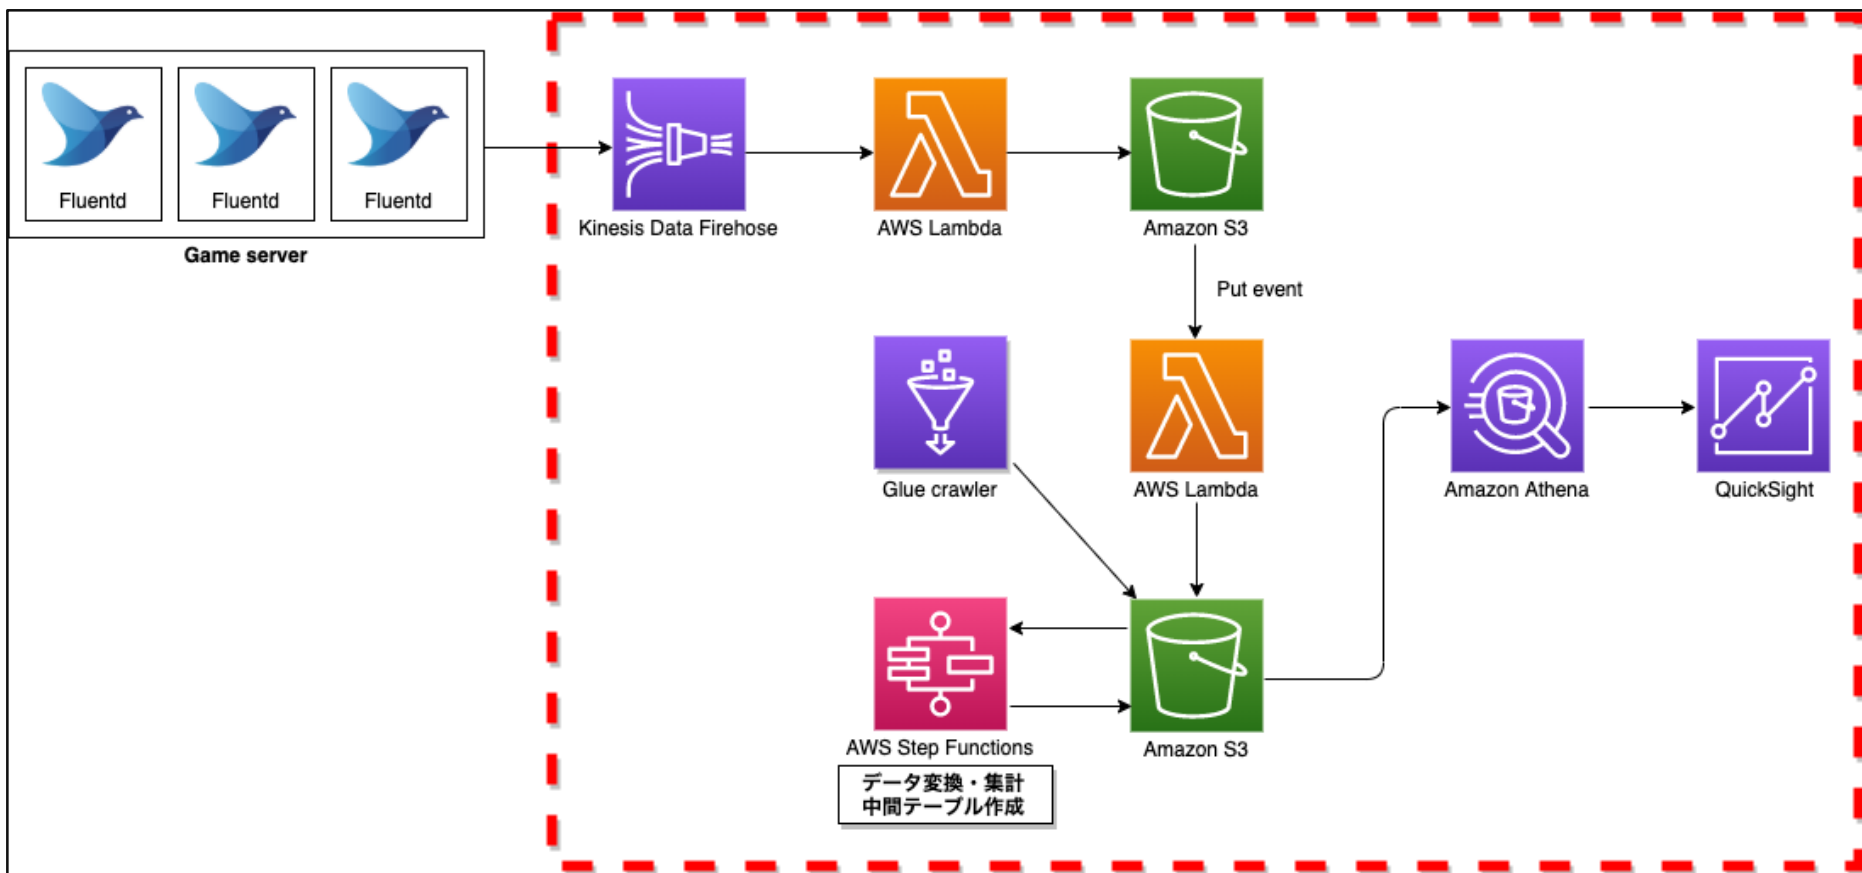 Fluentd
Fluentd
Fluentd
Game server
Kinesis Data Firehose
AWS Lambda
Amazon S3
Put event
Glue crawler
AWS Lambda
Amazon Athena
QuickSight
AWS Step Functions
Amazon S3
データ変換・集計
中間テーブル作成